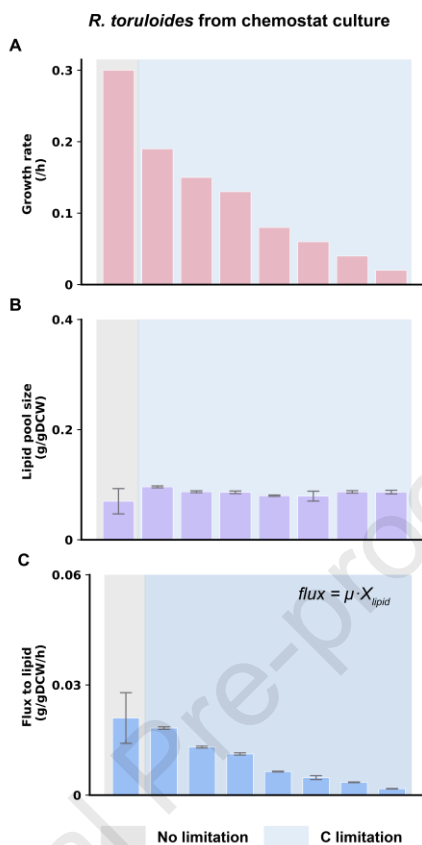 R. toruloides from chemostat culture
A
Growth rate
(/h)
0.3
0.2
0.1
0
B
Lipid pool size
(g/gDCW)
0.4
0.2
0
C
Flux to lipid
(g/gDCW/h)
0.06
0.03
0
flux = μ·Xlipid
No limitation
C limitation